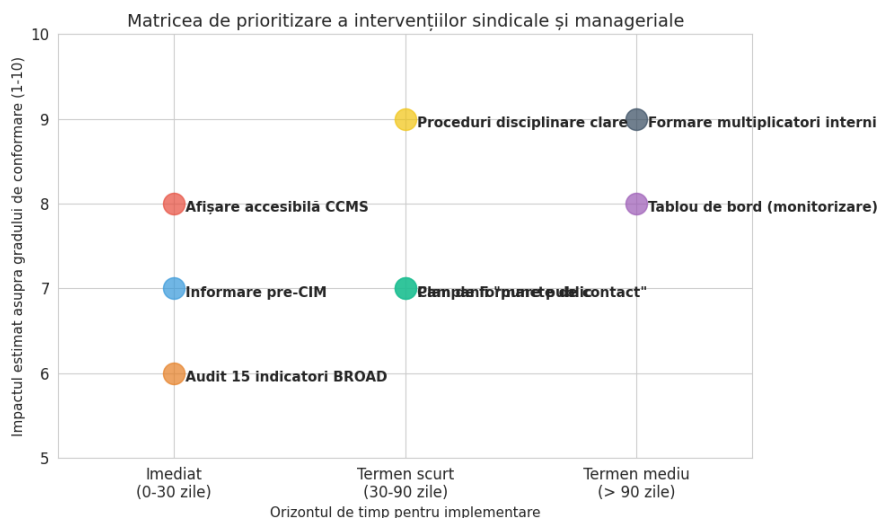 Matricea de prioritizare a intervențiilor sindicale și manageriale
Impactul estimat asupra gradului de conformare (1-10)
10
9
8
7
6
5
Proceduri disciplinare clare
Formare multiplicatori interni
Afișare accesibilă CCMS
Tablou de bord (monitorizare)
Informare pre-CIM
contact"
Audit 15 indicatori BROAD
Imediat
(0-30 zile)
Termen scurt
(30-90 zile)
Termen mediu
(> 90 zile)
Orizontul de timp pentru implementare